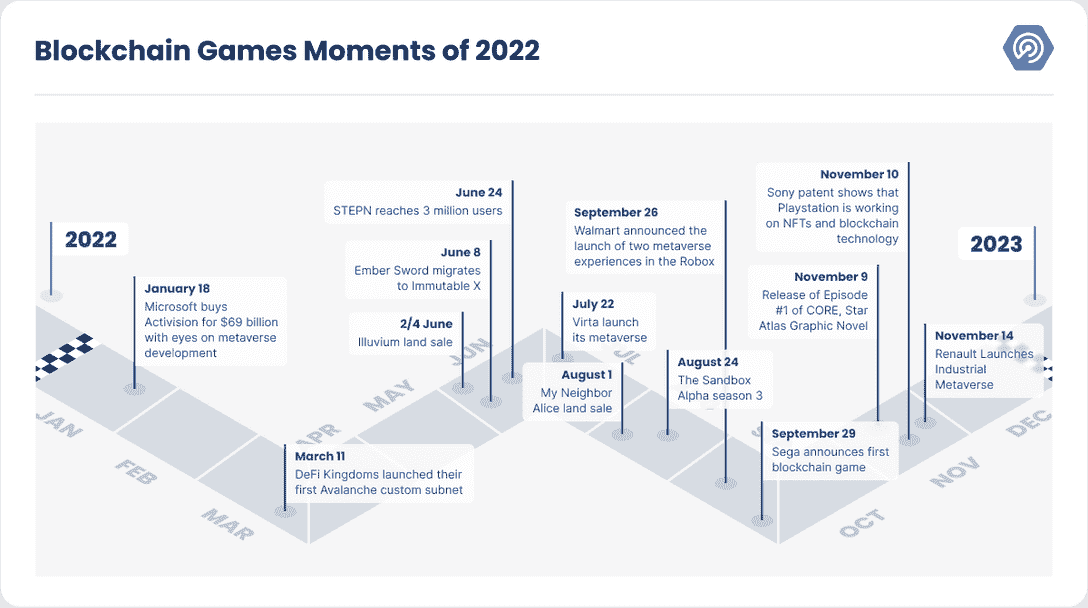 Blockchain Games Moments of 2022
2022
January 18
Microsoft buys
Activision for $69 billion
with eyes on metaverse
development
March 11
DeFi Kingdoms launched their
first Avalanche custom subnet
2/4 June
Illuvium land sale
June 8
Ember Sword migrates
to Immutable X
June 24
STEPN reaches 3 million users
July 22
Virta launch
its metaverse
August 1
My Neighbor
Alice land sale
August 24
The Sandbox
Alpha season 3
September 26
Walmart announced the
launch of two metaverse
experiences in the Robox
September 29
Sega announces first
blockchain game
November 9
Release of Episode
#1 of CORE, Star
Atlas Graphic Novel
November 10
Sony patent shows that
Playstation is working
on NFTs and blockchain
technology
November 14
Renault Launches
Industrial
Metaverse
2023
JAN
FEB
MAR
APR
MAY
JUN
OCT
NOV
DEC